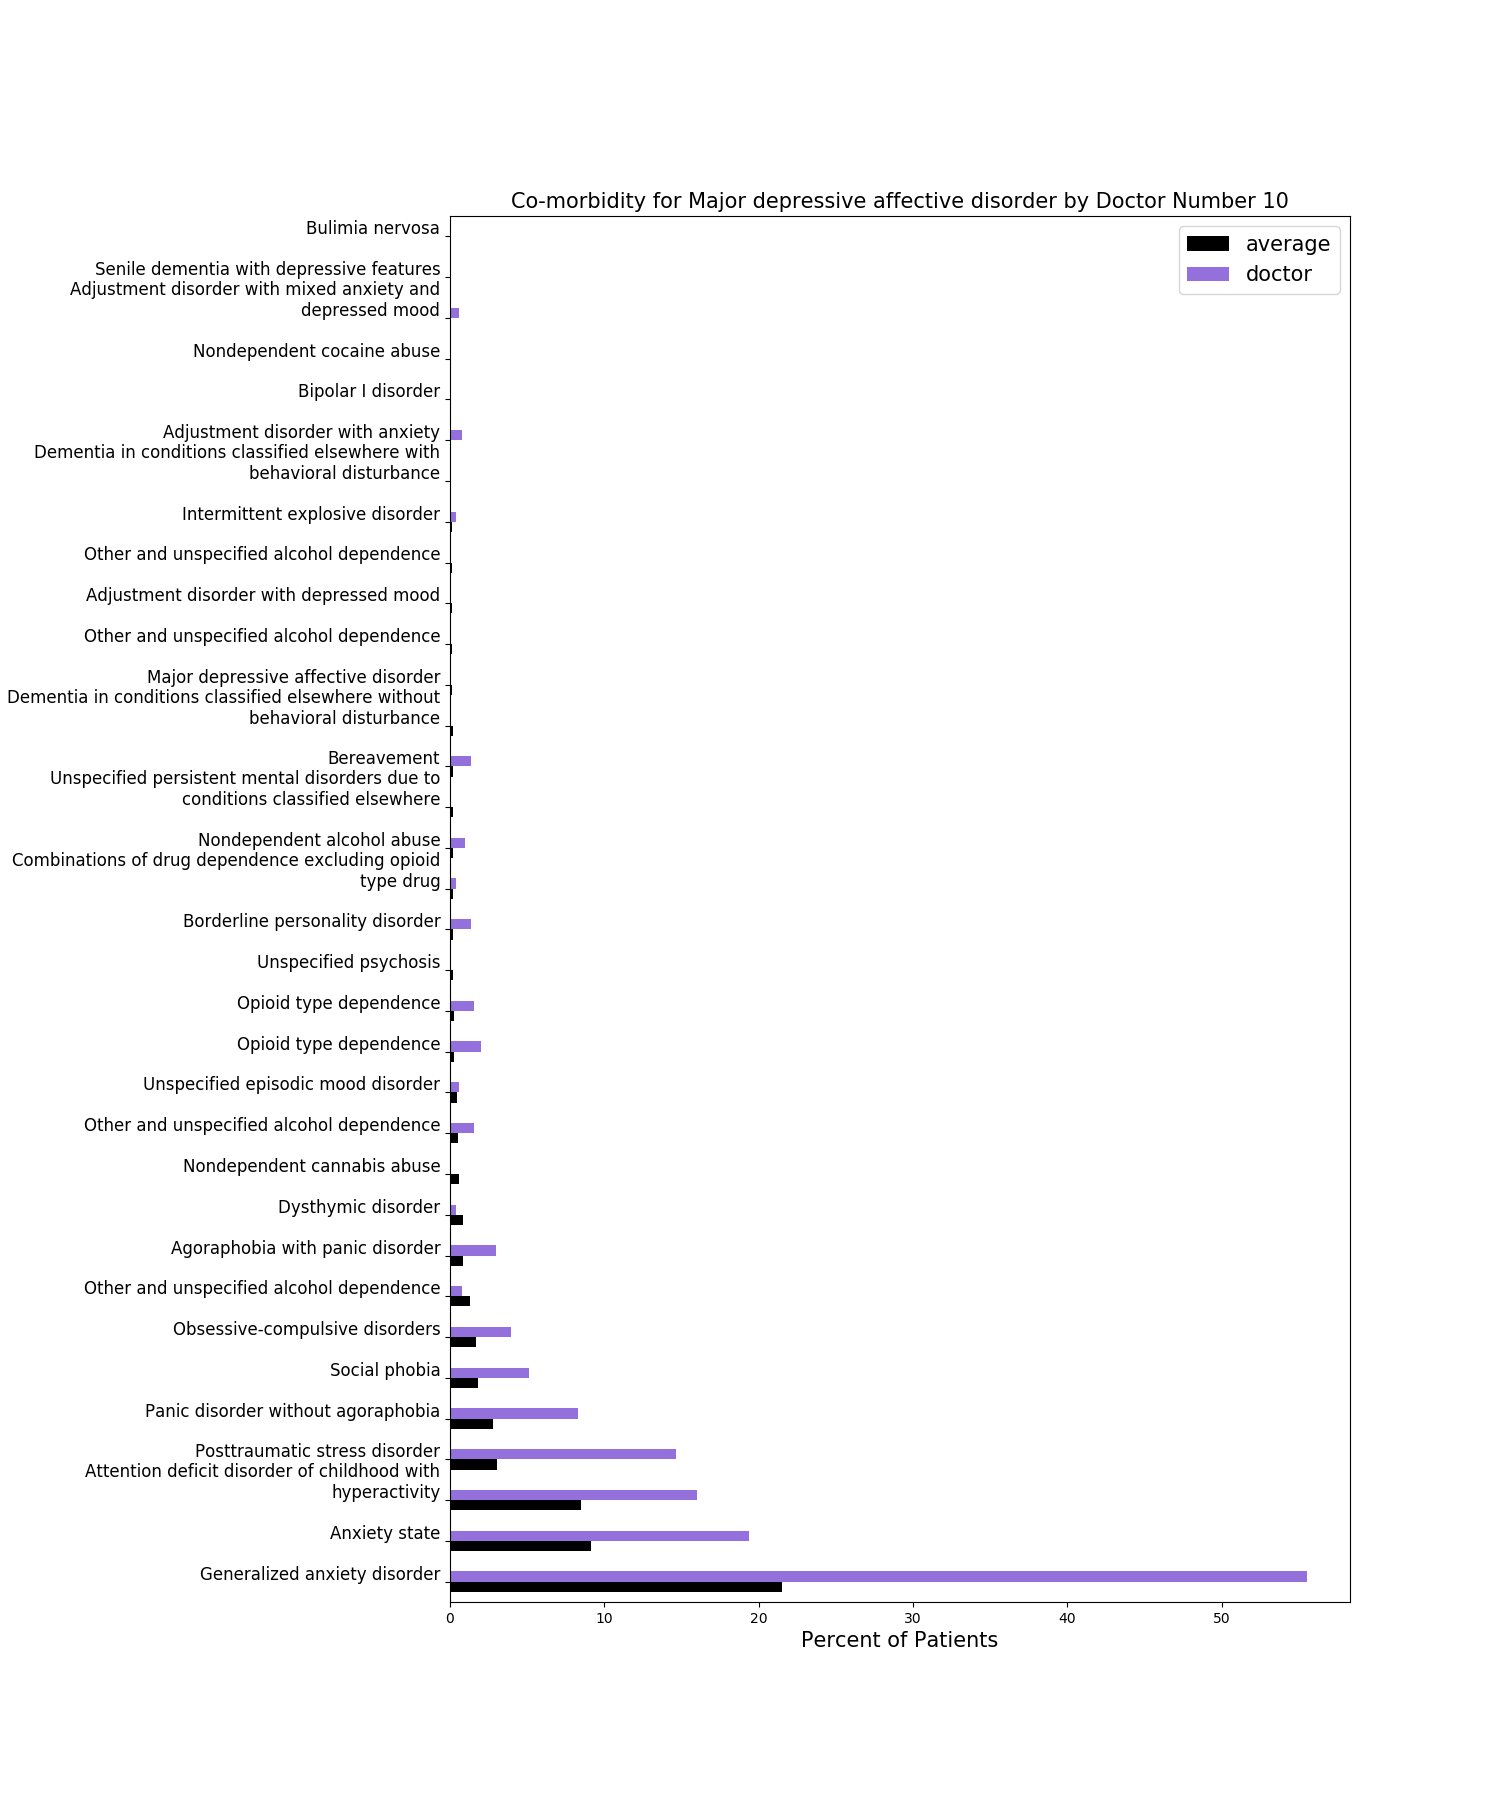 Co-morbidity for Major depressive affective disorder by Doctor Number 10
average
doctor
Bulimia nervosa
Senile dementia with depressive features
Adjustment disorder with mixed anxiety and
depressed mood
Nondependent cocaine abuse
Bipolar I disorder
Adjustment disorder with anxiety
Dementia in conditions classified elsewhere with
behavioral disturbance
Intermittent explosive disorder
Other and unspecified alcohol dependence
Adjustment disorder with depressed mood
Other and unspecified alcohol dependence
Major depressive affective disorder
Dementia in conditions classified elsewhere without
behavioral disturbance
Bereavement
Unspecified persistent mental disorders due to
conditions classified elsewhere
Nondependent alcohol abuse
Combinations of drug dependence excluding opioid
type drug
Borderline personality disorder
Unspecified psychosis
Opioid type dependence
Opioid type dependence
Unspecified episodic mood disorder
Other and unspecified alcohol dependence
Nondependent cannabis abuse
Dysthymic disorder
Agoraphobia with panic disorder
Other and unspecified alcohol dependence
Obsessive-compulsive disorders
Social phobia
Panic disorder without agoraphobia
Posttraumatic stress disorder
Attention deficit disorder of childhood with
hyperactivity
Anxiety state
Generalized anxiety disorder
0 10 20 30 40 50
Percent of Patients